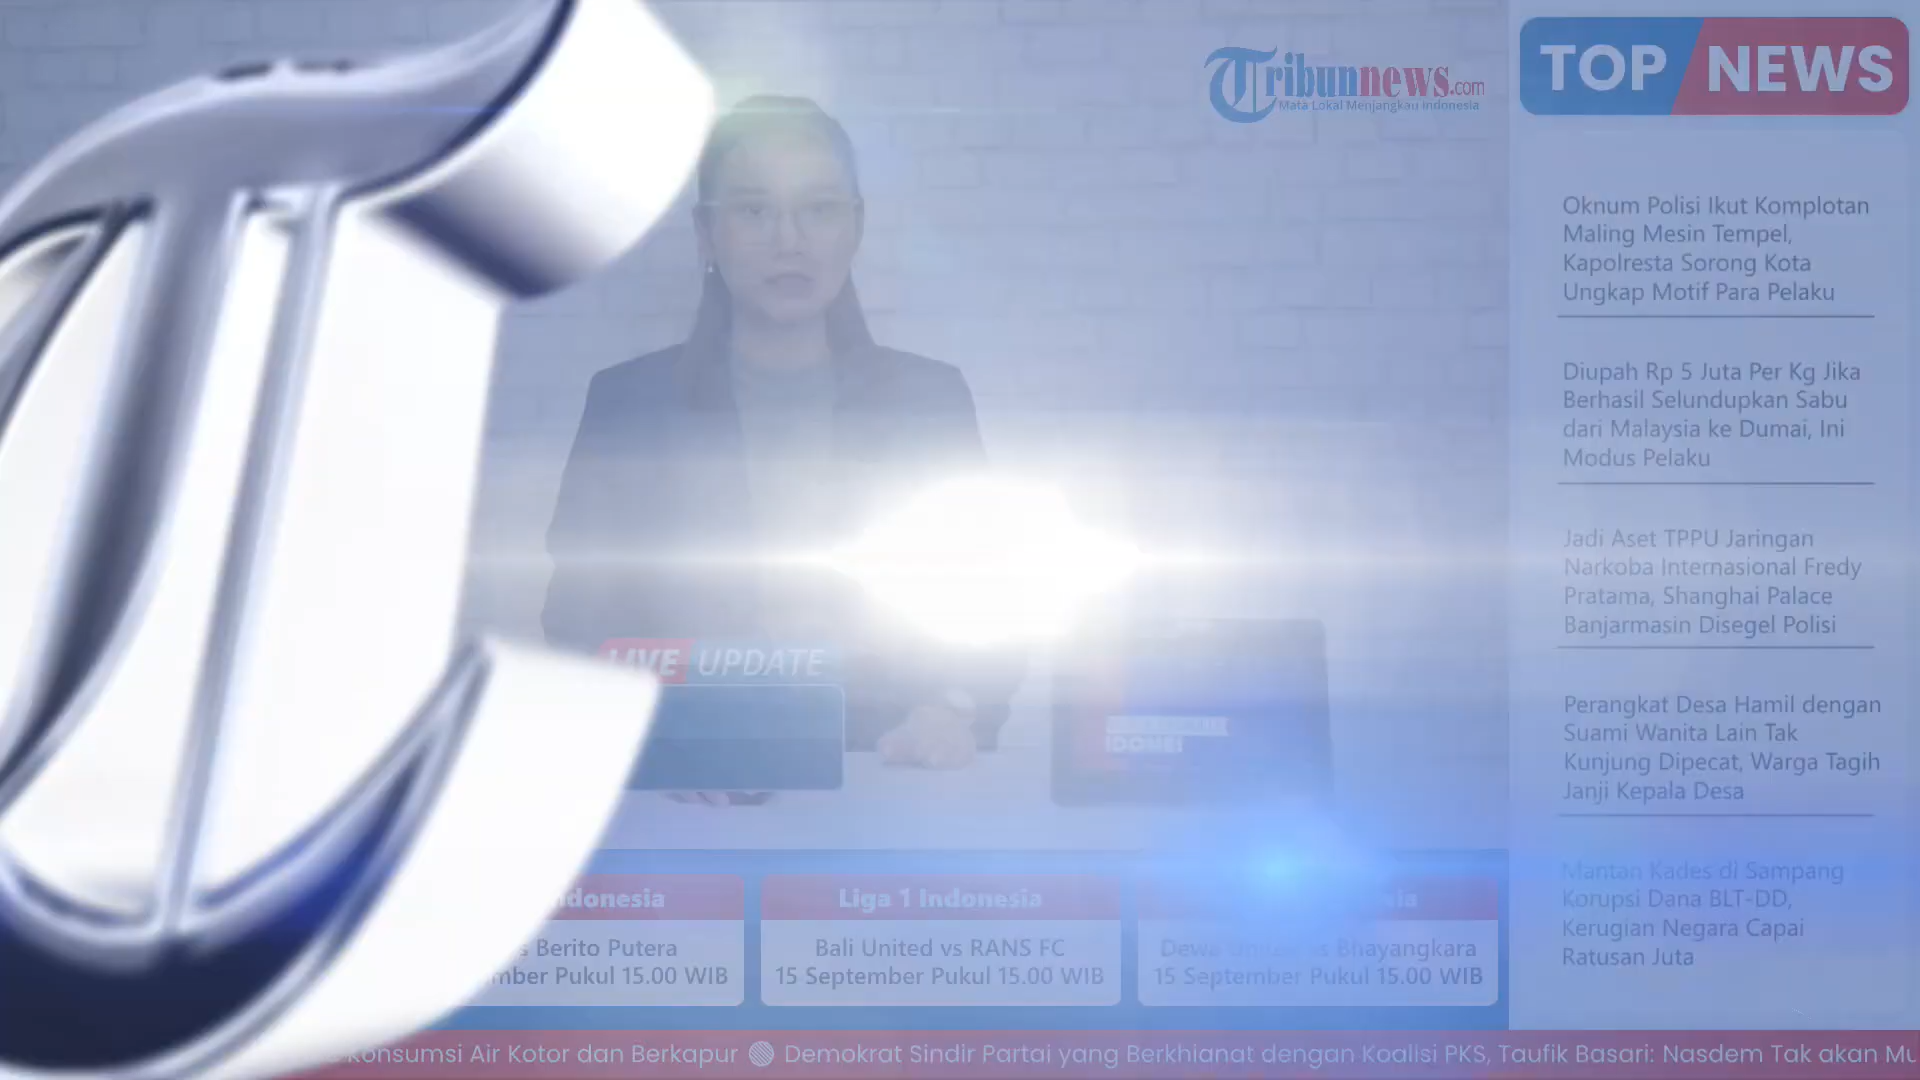 Tribunnews.com
Mata Lokal Menjangkau Indonesia
TOP NEWS
Oknum Polisi Ikut Komplotan
Maling Mesin Tempel,
Kapolresta Sorong Kota
Ungkap Motif Para Pelaku
Diupah Rp 5 Juta Per Kg Jika
Berhasil Selundupkan Sabu
dari Malaysia ke Dumai, Ini
Modus Pelaku
Jadi Aset TPPU Jaringan
Narkoba Internasional Fredy
Pratama, Shanghai Palace
Banjarmasin Disegel Polisi
Perangkat Desa Hamil dengan
Suami Wanita Lain Tak
Kunjung Dipecat, Warga Tagih
Janji Kepala Desa
Mantan Kades di Sampang
Korupsi Dana BLT-DD,
Kerugian Negara Capai
Ratusan Juta
LIVE UPDATE
Berito Putera
Pukul 15.00 WIB
Liga 1 Indonesia
Bali United vs RANS FC
15 September Pukul 15.00 WIB
Dewa United vs Bhayangkara
15 September Pukul 15.00 WIB
Konsumsi Air Kotor dan Berkapur Demokrat Sindir Partai yang Berkhianat dengan Koalisi PKS, Taufik Basari: Nasdem Tak akan